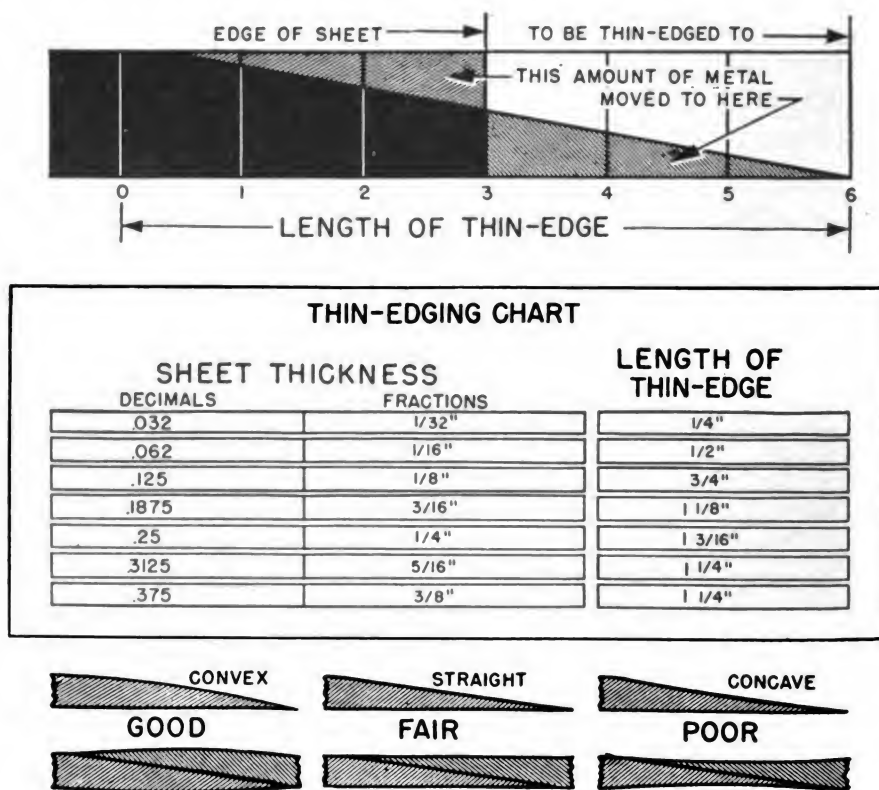 EDGE OF SHEET TO BE THIN-EDGED TO
THIS AMOUNT OF METAL
MOVED TO HERE
0 1 2 3 4 5 6
LENGTH OF THIN-EDGE
THIN-EDGING CHART
SHEET THICKNESS LENGTH OF
THIN-EDGE
DECIMALS FRACTIONS
.032 1/32" 1/4"
.062 1/16" 1/2"
.125 1/8" 3/4"
.1875 3/16" 1 1/8"
.25 1/4" 1 3/16"
.3125 5/16" 1 1/4"
.375 3/8" 1 1/4"
CONVEX STRAIGHT CONCAVE
GOOD FAIR POOR